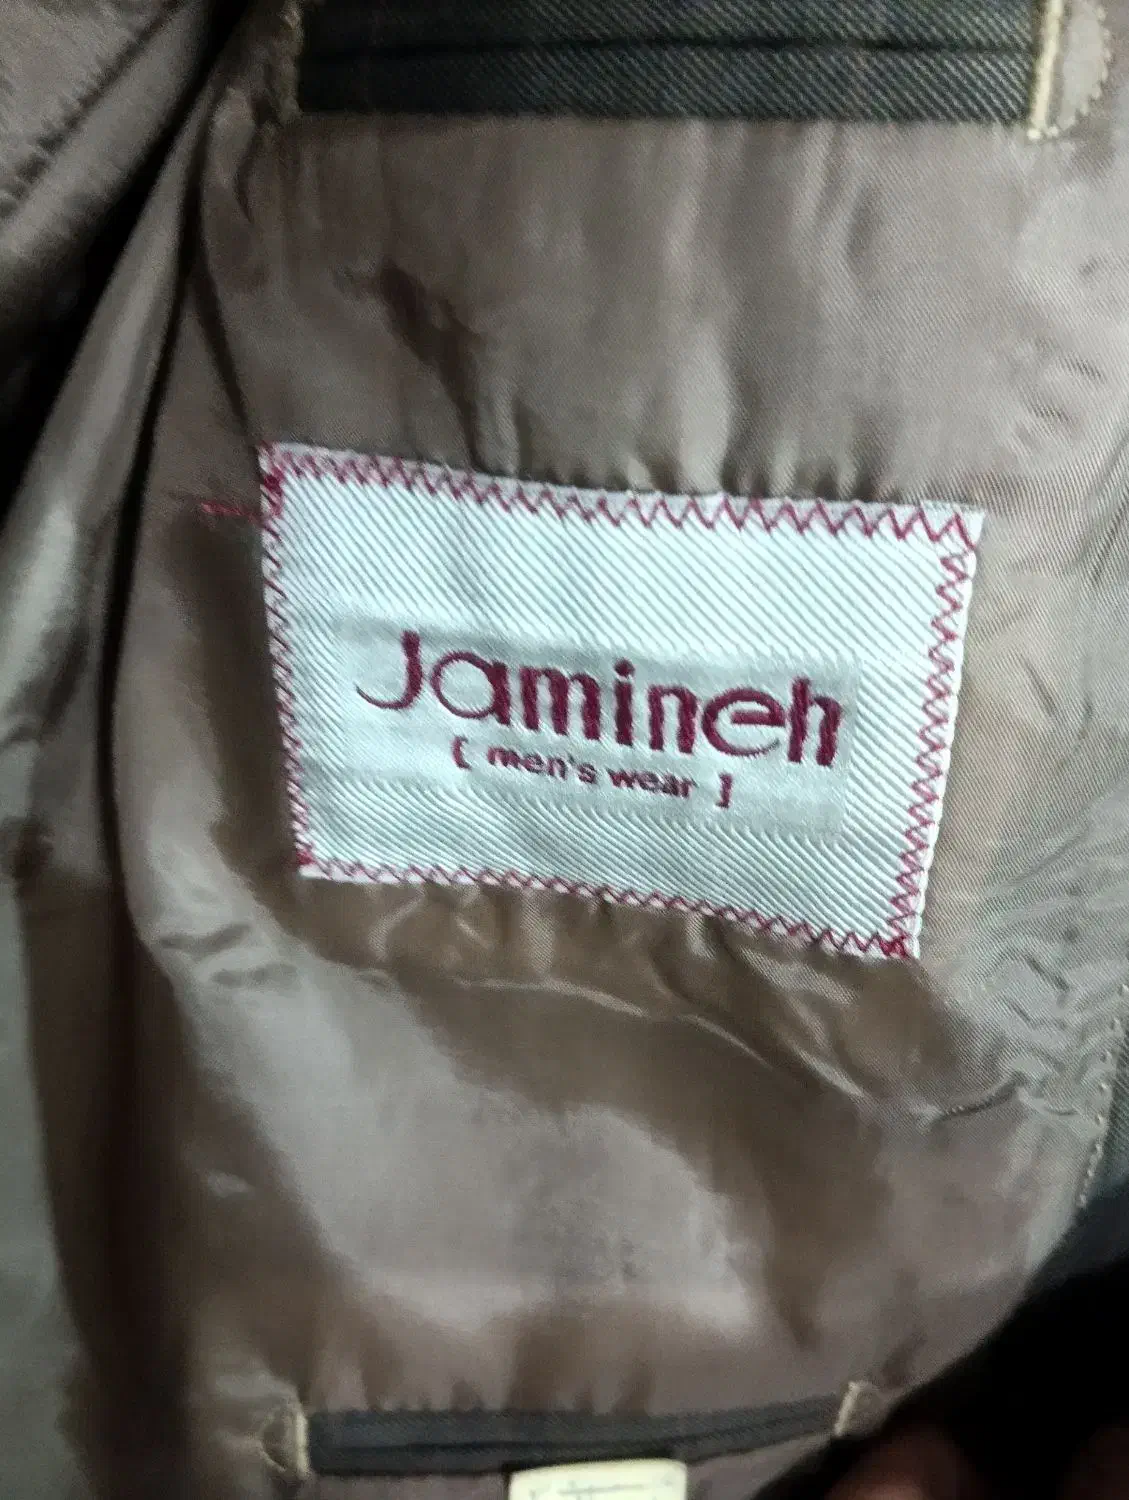 Jamineh
[ men's wear ]